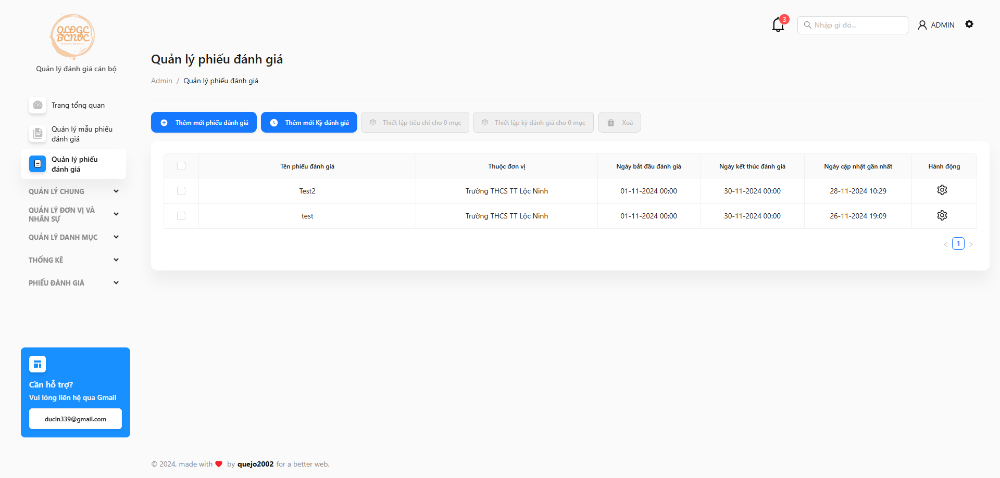 QLĐGC
BCNVC
Quản lý đánh giá cán bộ
3
Nhập gì đó...
ADMIN
Quản lý phiếu đánh giá
Admin / Quản lý phiếu đánh giá
Trang tổng quan
Quản lý mẫu phiếu
đánh giá
Quản lý phiếu
đánh giá
QUẢN LÝ CHUNG
QUẢN LÝ ĐƠN VỊ VÀ
NHÂN SỰ
QUẢN LÝ DANH MỤC
THỐNG KÊ
PHIẾU ĐÁNH GIÁ
Thêm mới phiếu đánh giá
Thêm mới Kỳ đánh giá
Thiết lập tiêu chí cho 0 mục
Thiết lập kỳ đánh giá cho 0 mục
Xoá
Tên phiếu đánh giá Thuộc đơn vị Ngày bắt đầu đánh giá Ngày kết thúc đánh giá Ngày cập nhật gần nhất Hành động
Test2 Trường THCS TT Lộc Ninh 01-11-2024 00:00 30-11-2024 00:00 28-11-2024 10:29
test Trường THCS TT Lộc Ninh 01-11-2024 00:00 30-11-2024 00:00 26-11-2024 19:09
< 1 >
Cần hỗ trợ?
Vui lòng liên hệ qua Gmail
ducln339@gmail.com
© 2024, made with ❤ by quejo2002 for a better web.